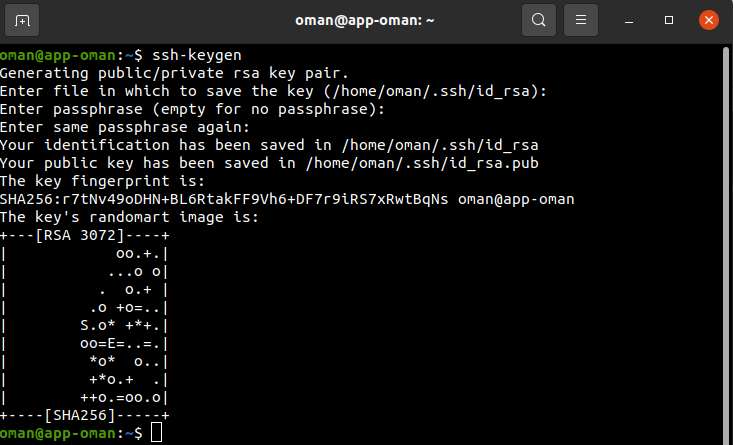 oman@app-oman: ~
oman@app-oman:~$ ssh-keygen
Generating public/private rsa key pair.
Enter file in which to save the key (/home/oman/.ssh/id_rsa):
Enter passphrase (empty for no passphrase):
Enter same passphrase again:
Your identification has been saved in /home/oman/.ssh/id_rsa
Your public key has been saved in /home/oman/.ssh/id_rsa.pub
The key fingerprint is:
SHA256:r7tNv49oDHN+BL6RtakFF9Vh6+DF7r9iRS7xRwtBqNs oman@app-oman
The key's randomart image is:
+---[RSA 3072]----+
|            oo.+.|
|           ...o o|
|          .  o.+ |
|         .o +o=..|
|        S.o* +*+.|
|        oo=E=..=.|
|         *o*  o..|
|         +*o.+  .|
|        ++o.=oo.o|
+----[SHA256]-----+
oman@app-oman:~$